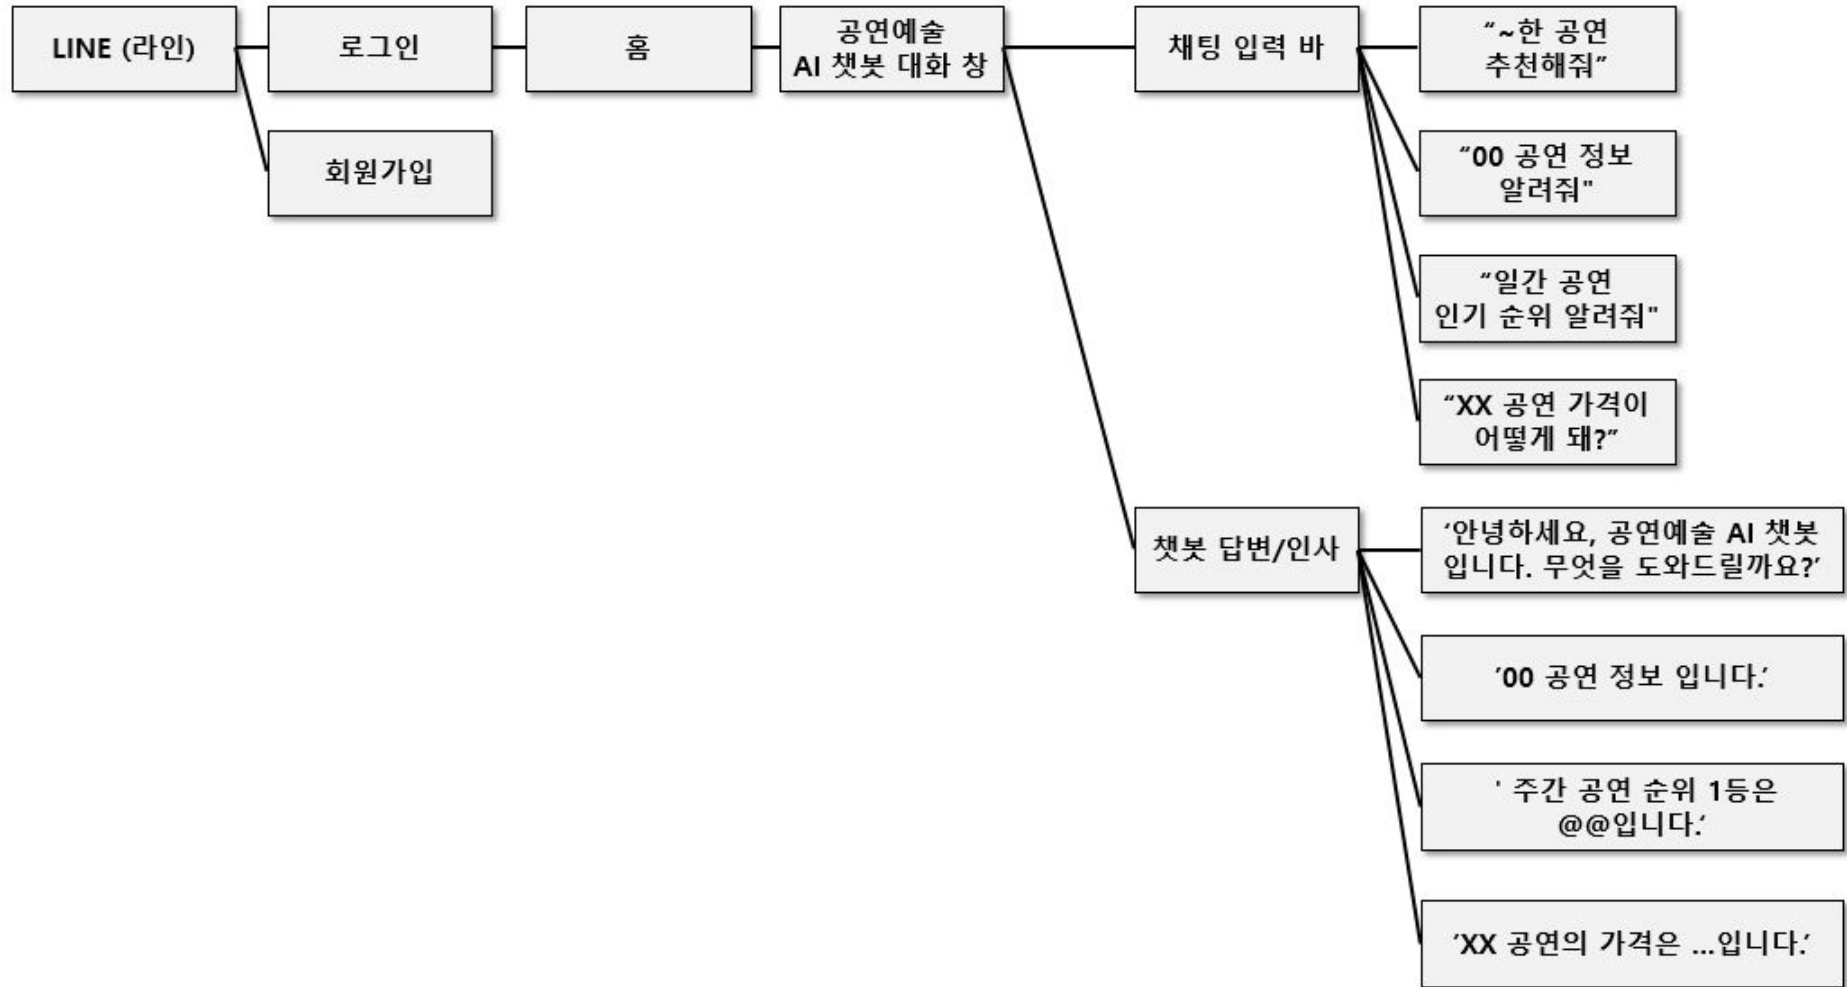 LINE (라인)
로그인
홈
공연예술
AI 챗봇 대화 창
채팅 입력 바
“~한 공연
추천해줘”
회원가입
“00 공연 정보
알려줘"
“일간 공연
인기 순위 알려줘"
“XX 공연 가격이
어떻게 돼?”
챗봇 답변/인사
‘안녕하세요, 공연예술 AI 챗봇
입니다. 무엇을 도와드릴까요?’
’00 공연 정보 입니다.’
' 주간 공연 순위 1등은
@@입니다.‘
’XX 공연의 가격은 ...입니다.’